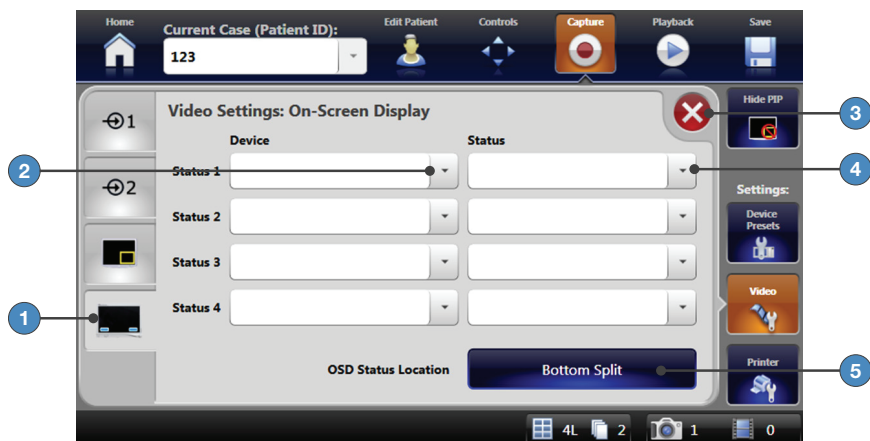 Home
Current Case (Patient ID):
123
Edit Patient
Controls
Capture
Playback
Save
1
2
Video Settings: On-Screen Display
Device
Status
Status 1
Status 2
Status 3
Status 4
OSD Status Location
Bottom Split
Hide PIP
Settings:
Device
Presets
Video
Printer
4L
2
1
0
1
2
3
4
5